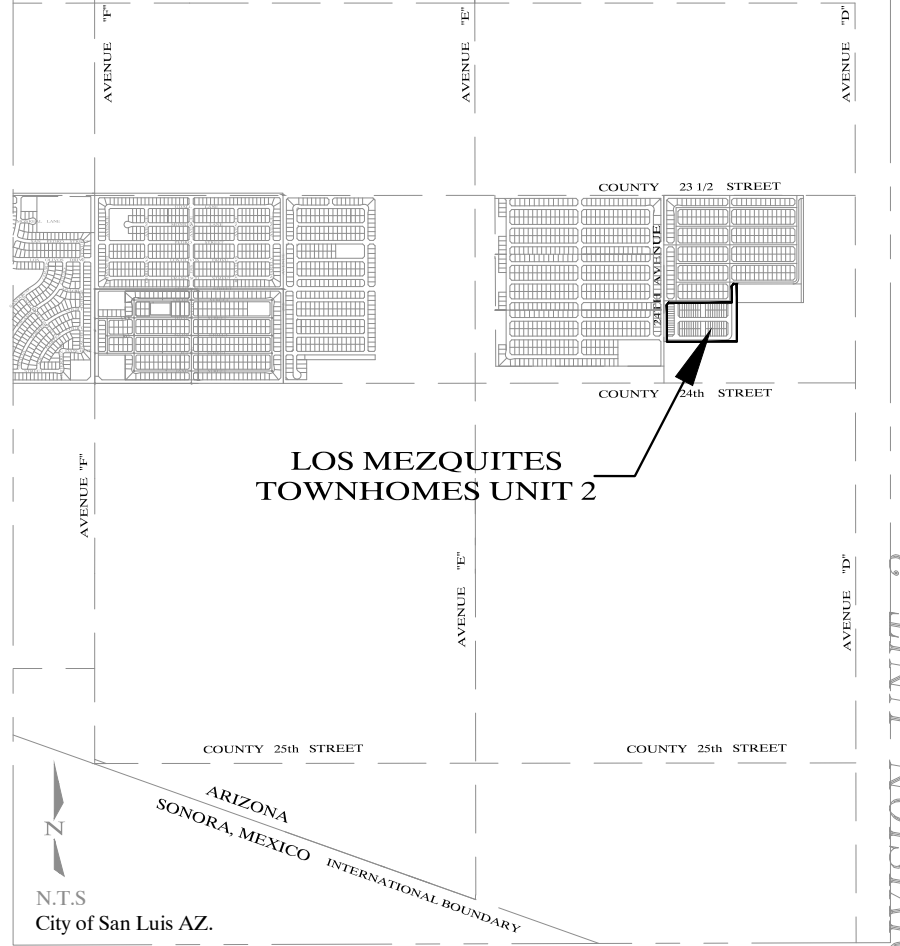 AVENUE "F"
AVENUE "E"
AVENUE "D"
COUNTY 23 1/2 STREET
24TH AVENUE
COUNTY 24th STREET
LOS MEZQUITES
TOWNHOMES UNIT 2
AVENUE "F"
AVENUE "E"
AVENUE "D"
COUNTY 25th STREET
COUNTY 25th STREET
ARIZONA
SONORA, MEXICO
INTERNATIONAL BOUNDARY
N
N.T.S
City of San Luis AZ.